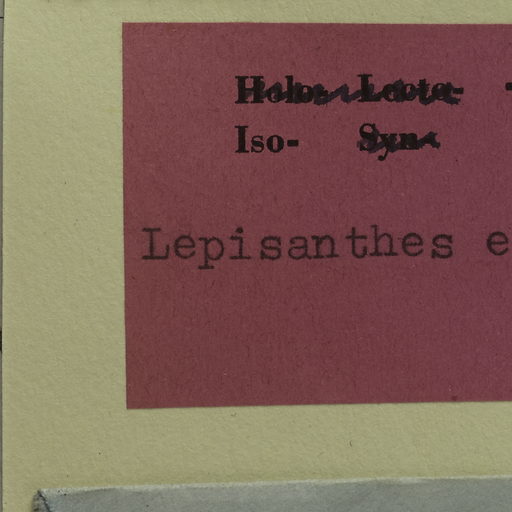 Holo- Lecto- -
Iso- Syn-
Lepisanthes e